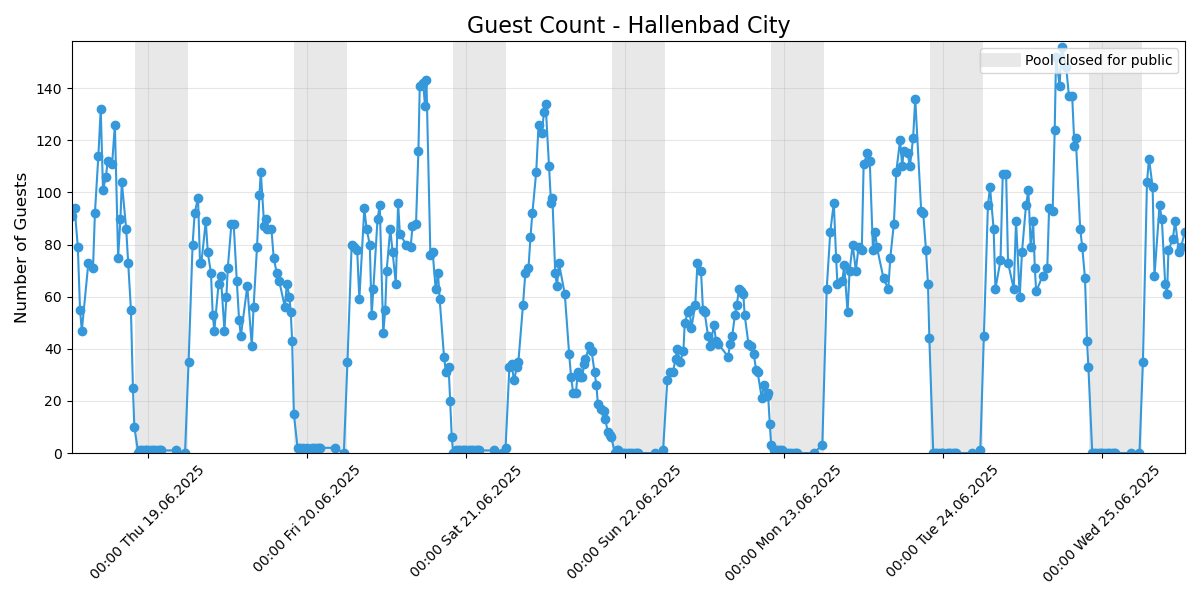 Guest Count - Hallenbad City
Pool closed for public
Number of Guests
140
120
100
80
60
40
20
0
00:00 Thu 19.06.2025
00:00 Fri 20.06.2025
00:00 Sat 21.06.2025
00:00 Sun 22.06.2025
00:00 Mon 23.06.2025
00:00 Tue 24.06.2025
00:00 Wed 25.06.2025